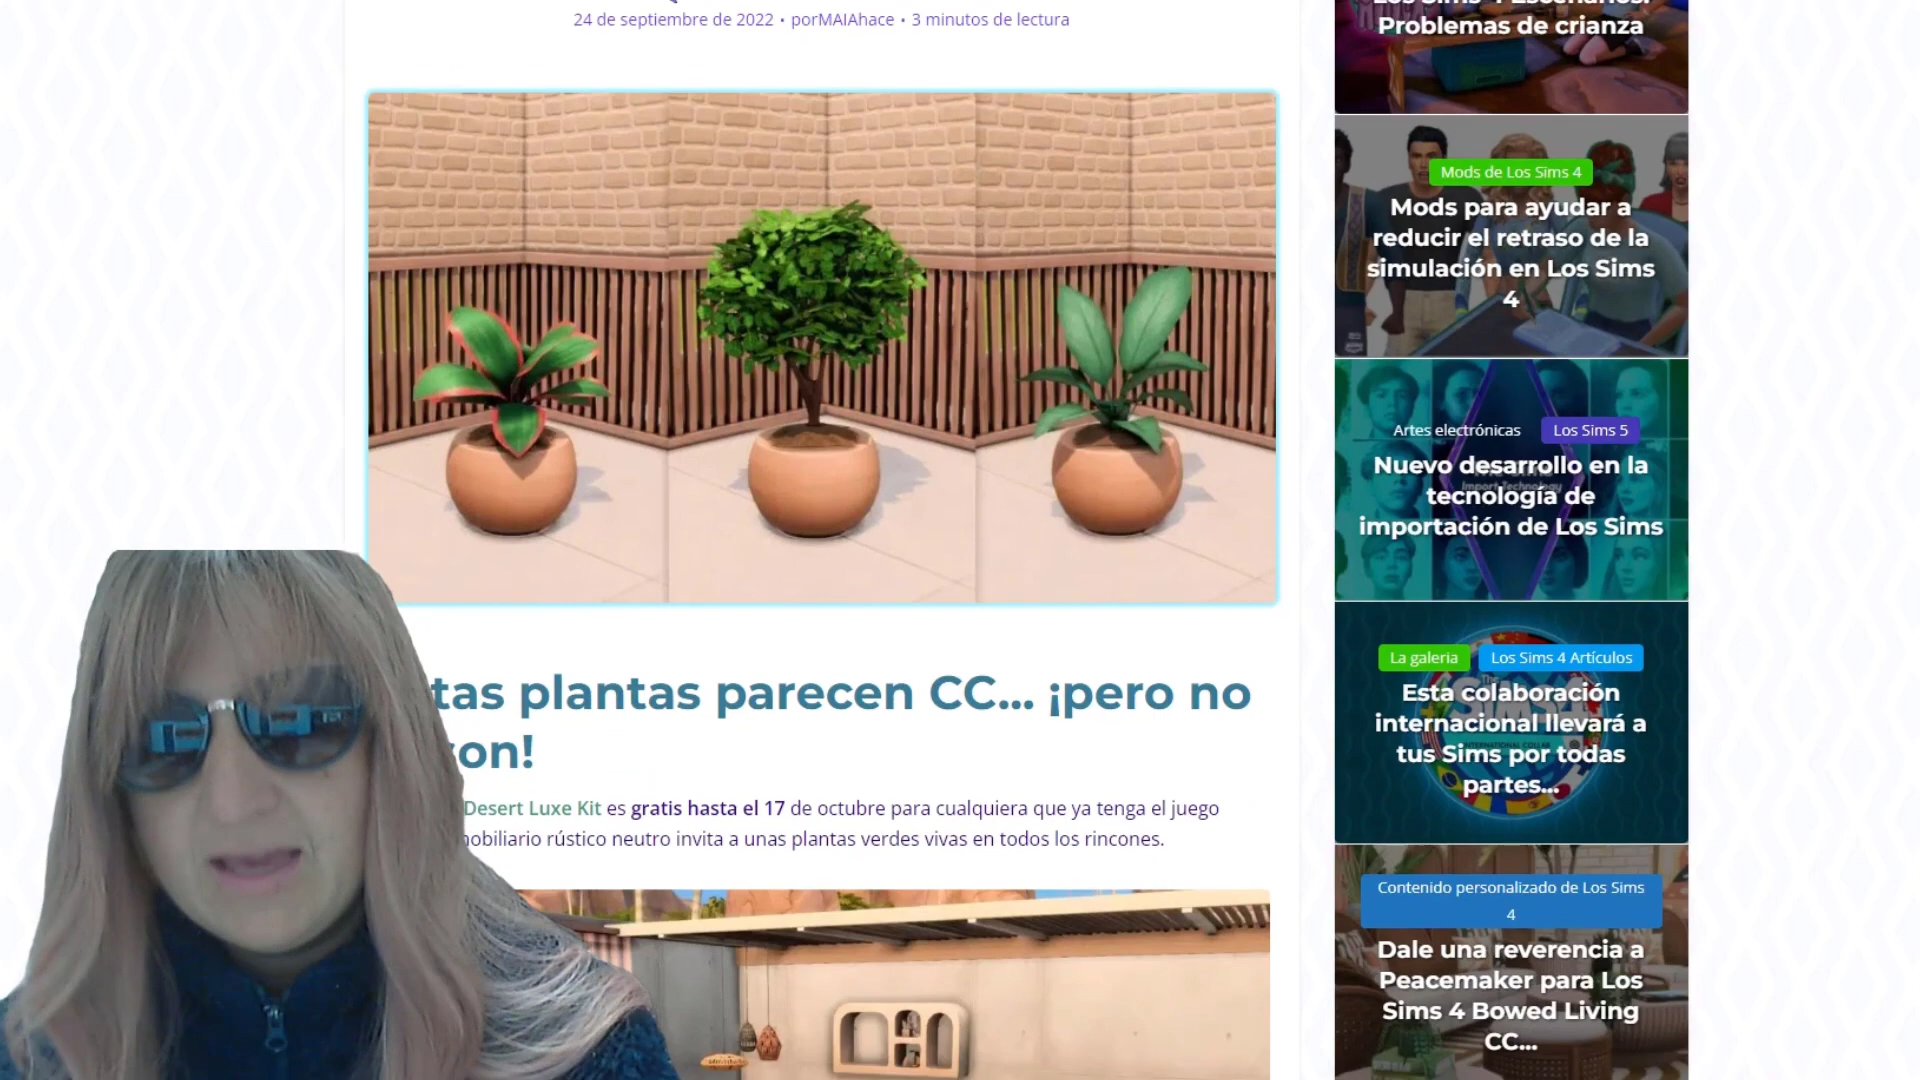 24 de septiembre de 2022 • porMAIAhace • 3 minutos de lectura
tas plantas parecen CC... ¡pero no
son!
Desert Luxe Kit es gratis hasta el 17 de octubre para cualquiera que ya tenga el juego
mobiliario rústico neutro invita a unas plantas verdes vivas en todos los rincones.
Problemas de crianza
Mods de Los Sims 4
Mods para ayudar a
reducir el retraso de la
simulación en Los Sims
4
Artes electrónicas
Los Sims 5
Nuevo desarrollo en la
Import Technology
tecnología de
importación de Los Sims
La galeria
Los Sims 4 Artículos
Esta colaboración
internacional llevará a
tus Sims por todas
partes...
Contenido personalizado de Los Sims
4
Dale una reverencia a
Peacemaker para Los
Sims 4 Bowed Living
CC...